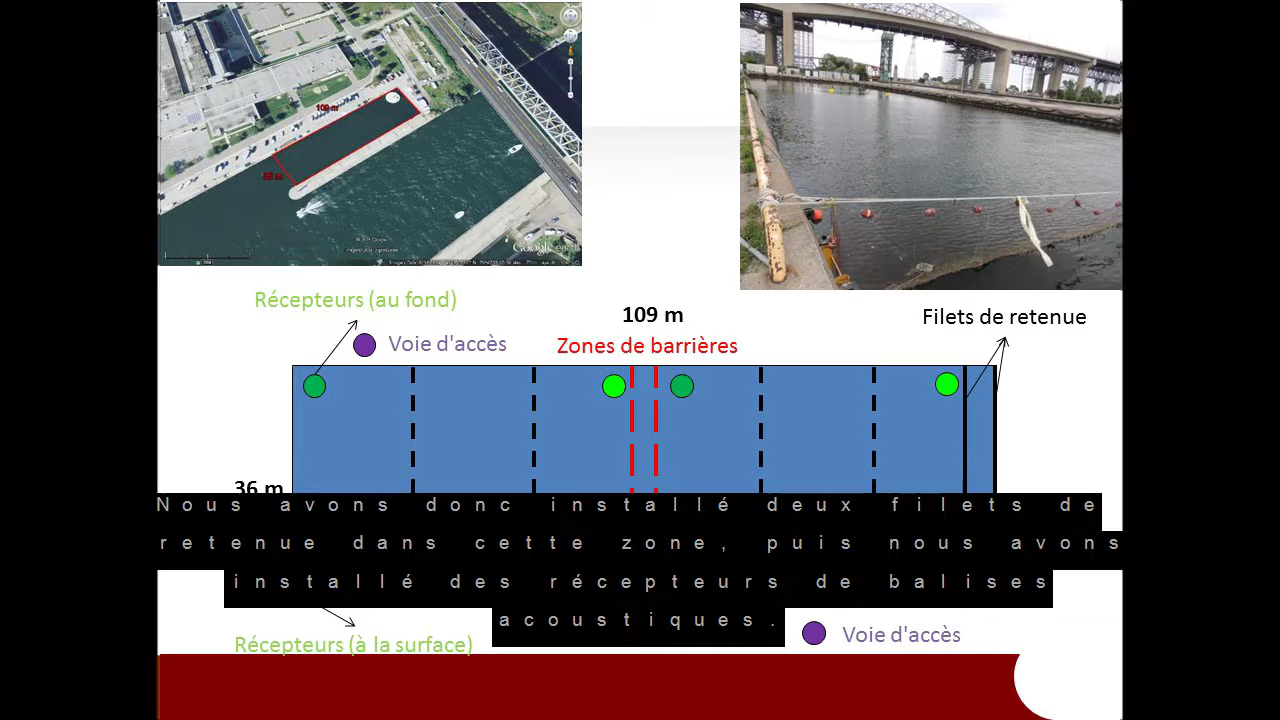 109 m
Google
Récepteurs (au fond)
Voie d'accès
109 m
Zones de barrières
Filets de retenue
36 m
Nous avons donc installé deux filets de
retenue dans cette zone, puis nous avons
installé des récepteurs de balises
acoustiques.
Récepteurs (à la surface)
Voie d'accès